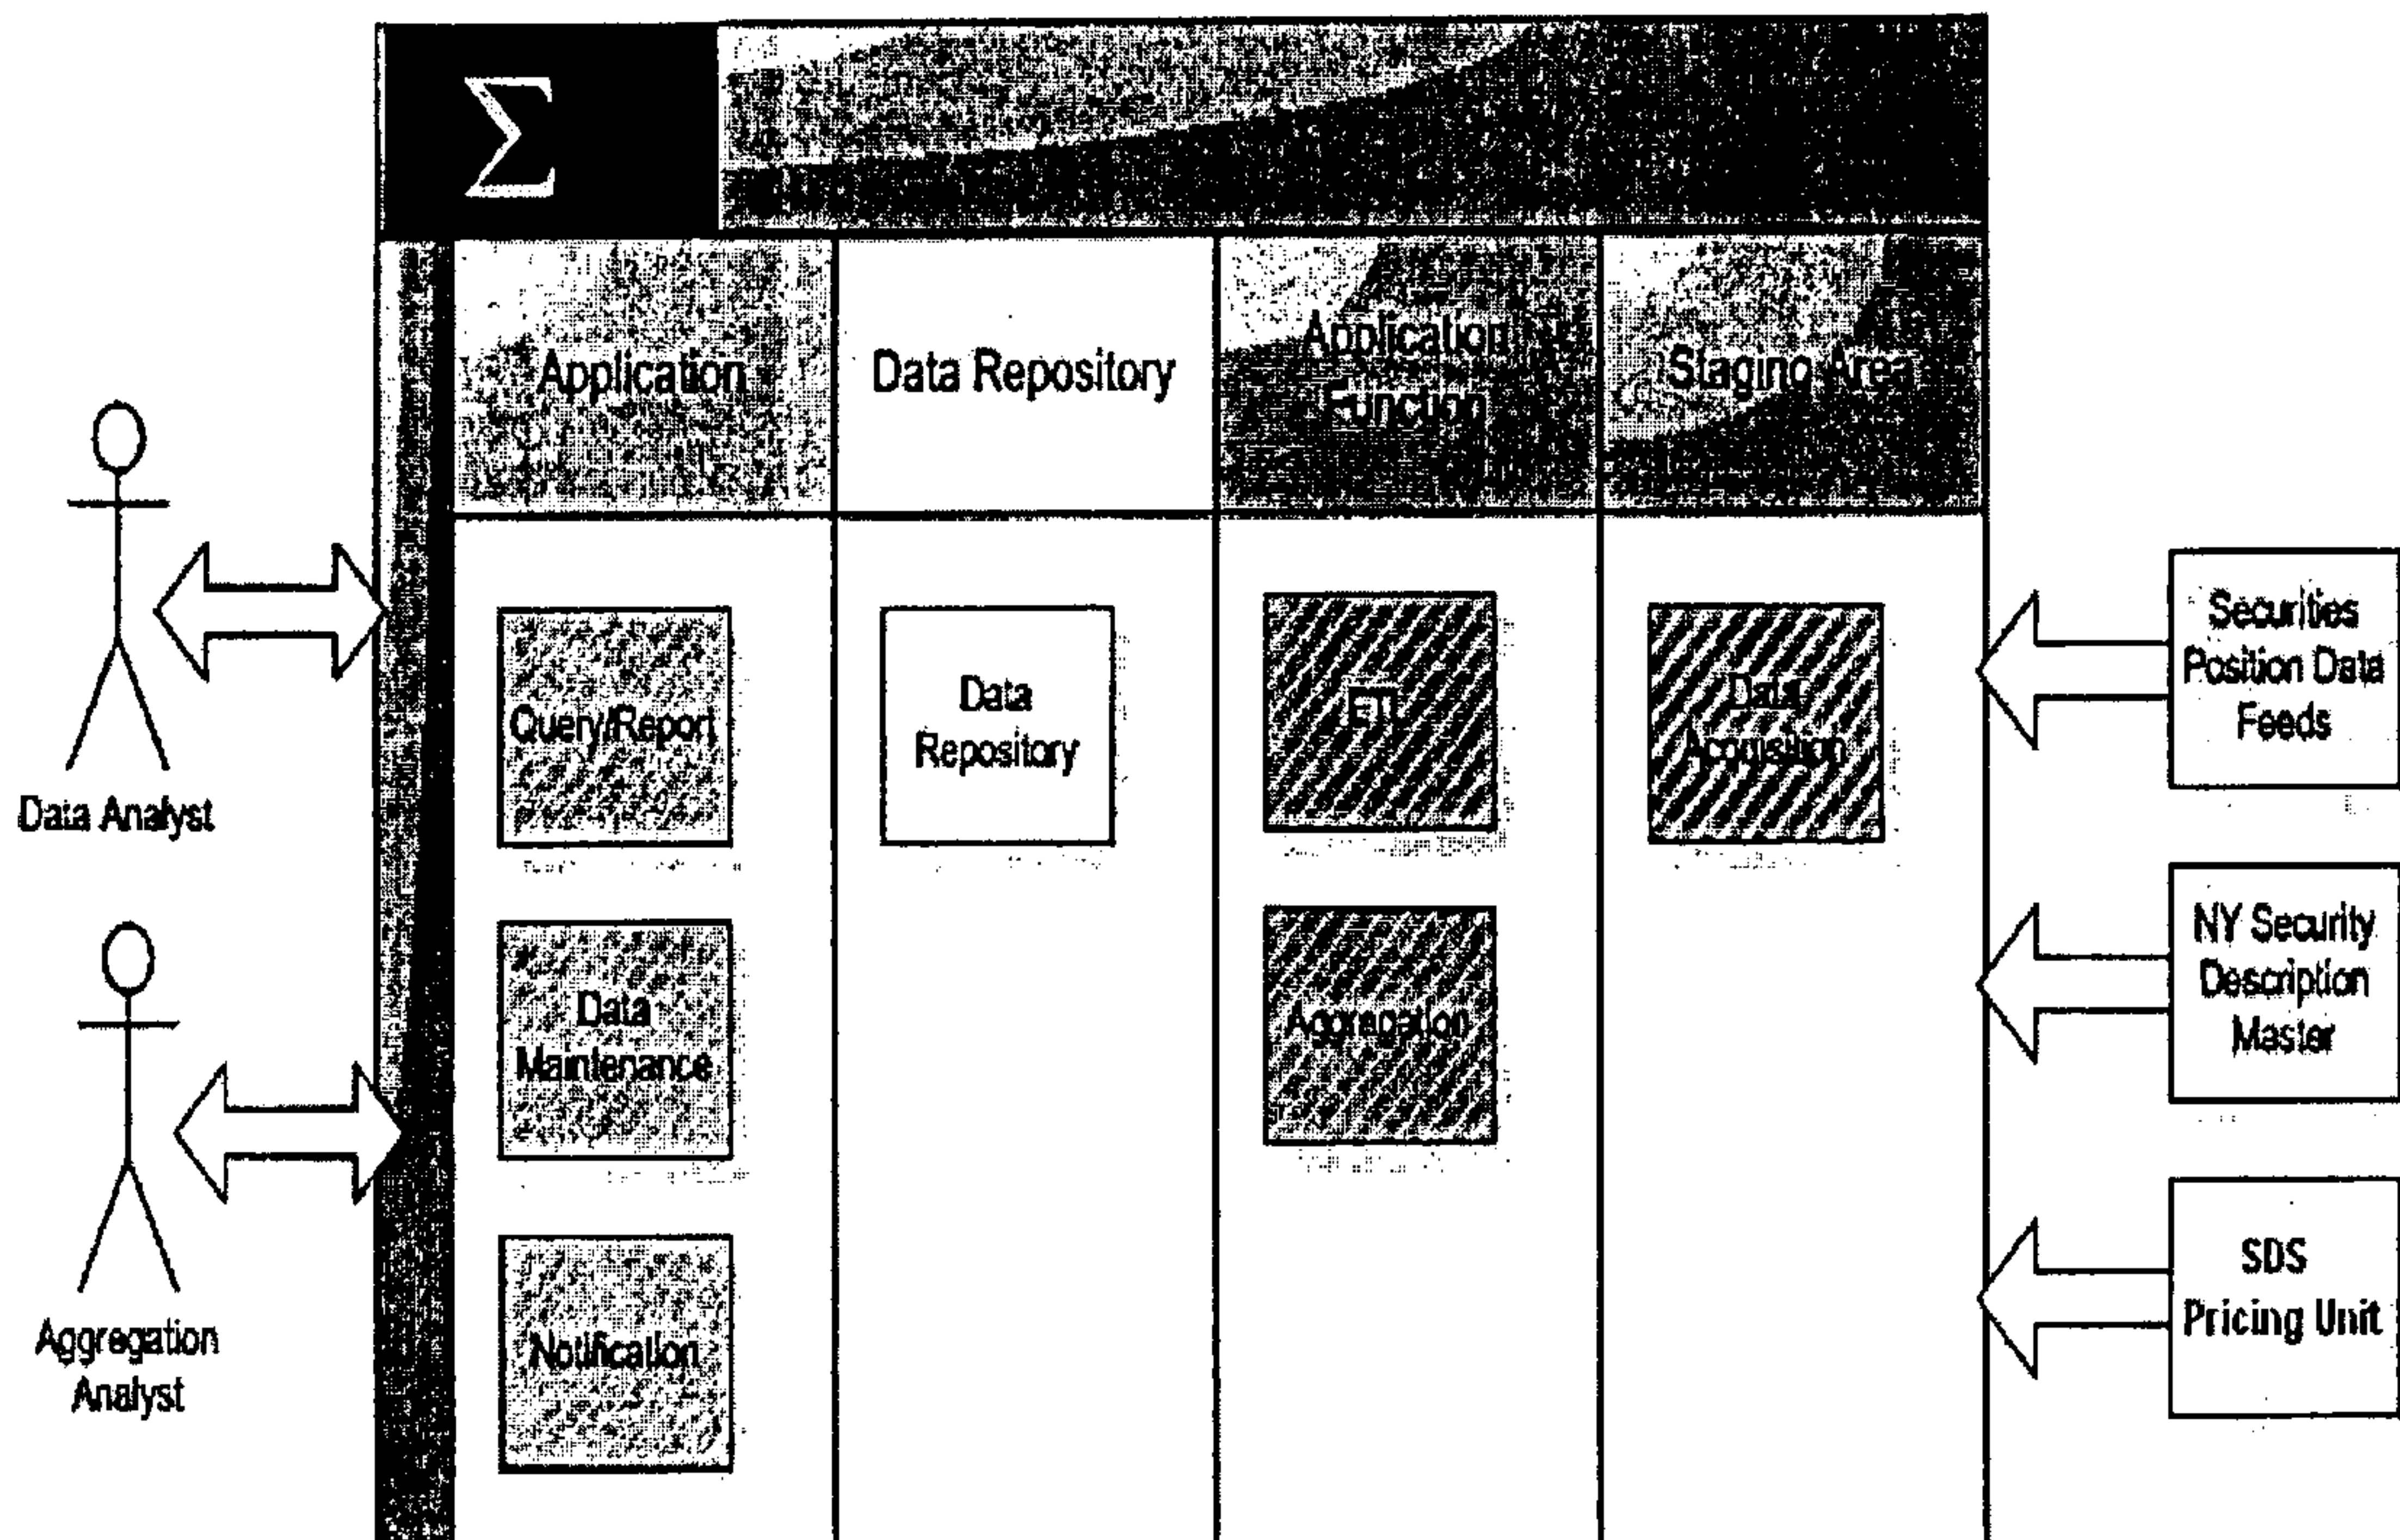 Σ
Application
Data Repository
Application
Function
Staging Area
Query/Report
Data
Repository
ETL
Data
Acquisition
Securities
Position Data
Feeds
Data Analyst
Data
Maintenance
Aggregation
NY Security
Description
Master
Notification
SDS
Pricing Unit
Aggregation
Analyst